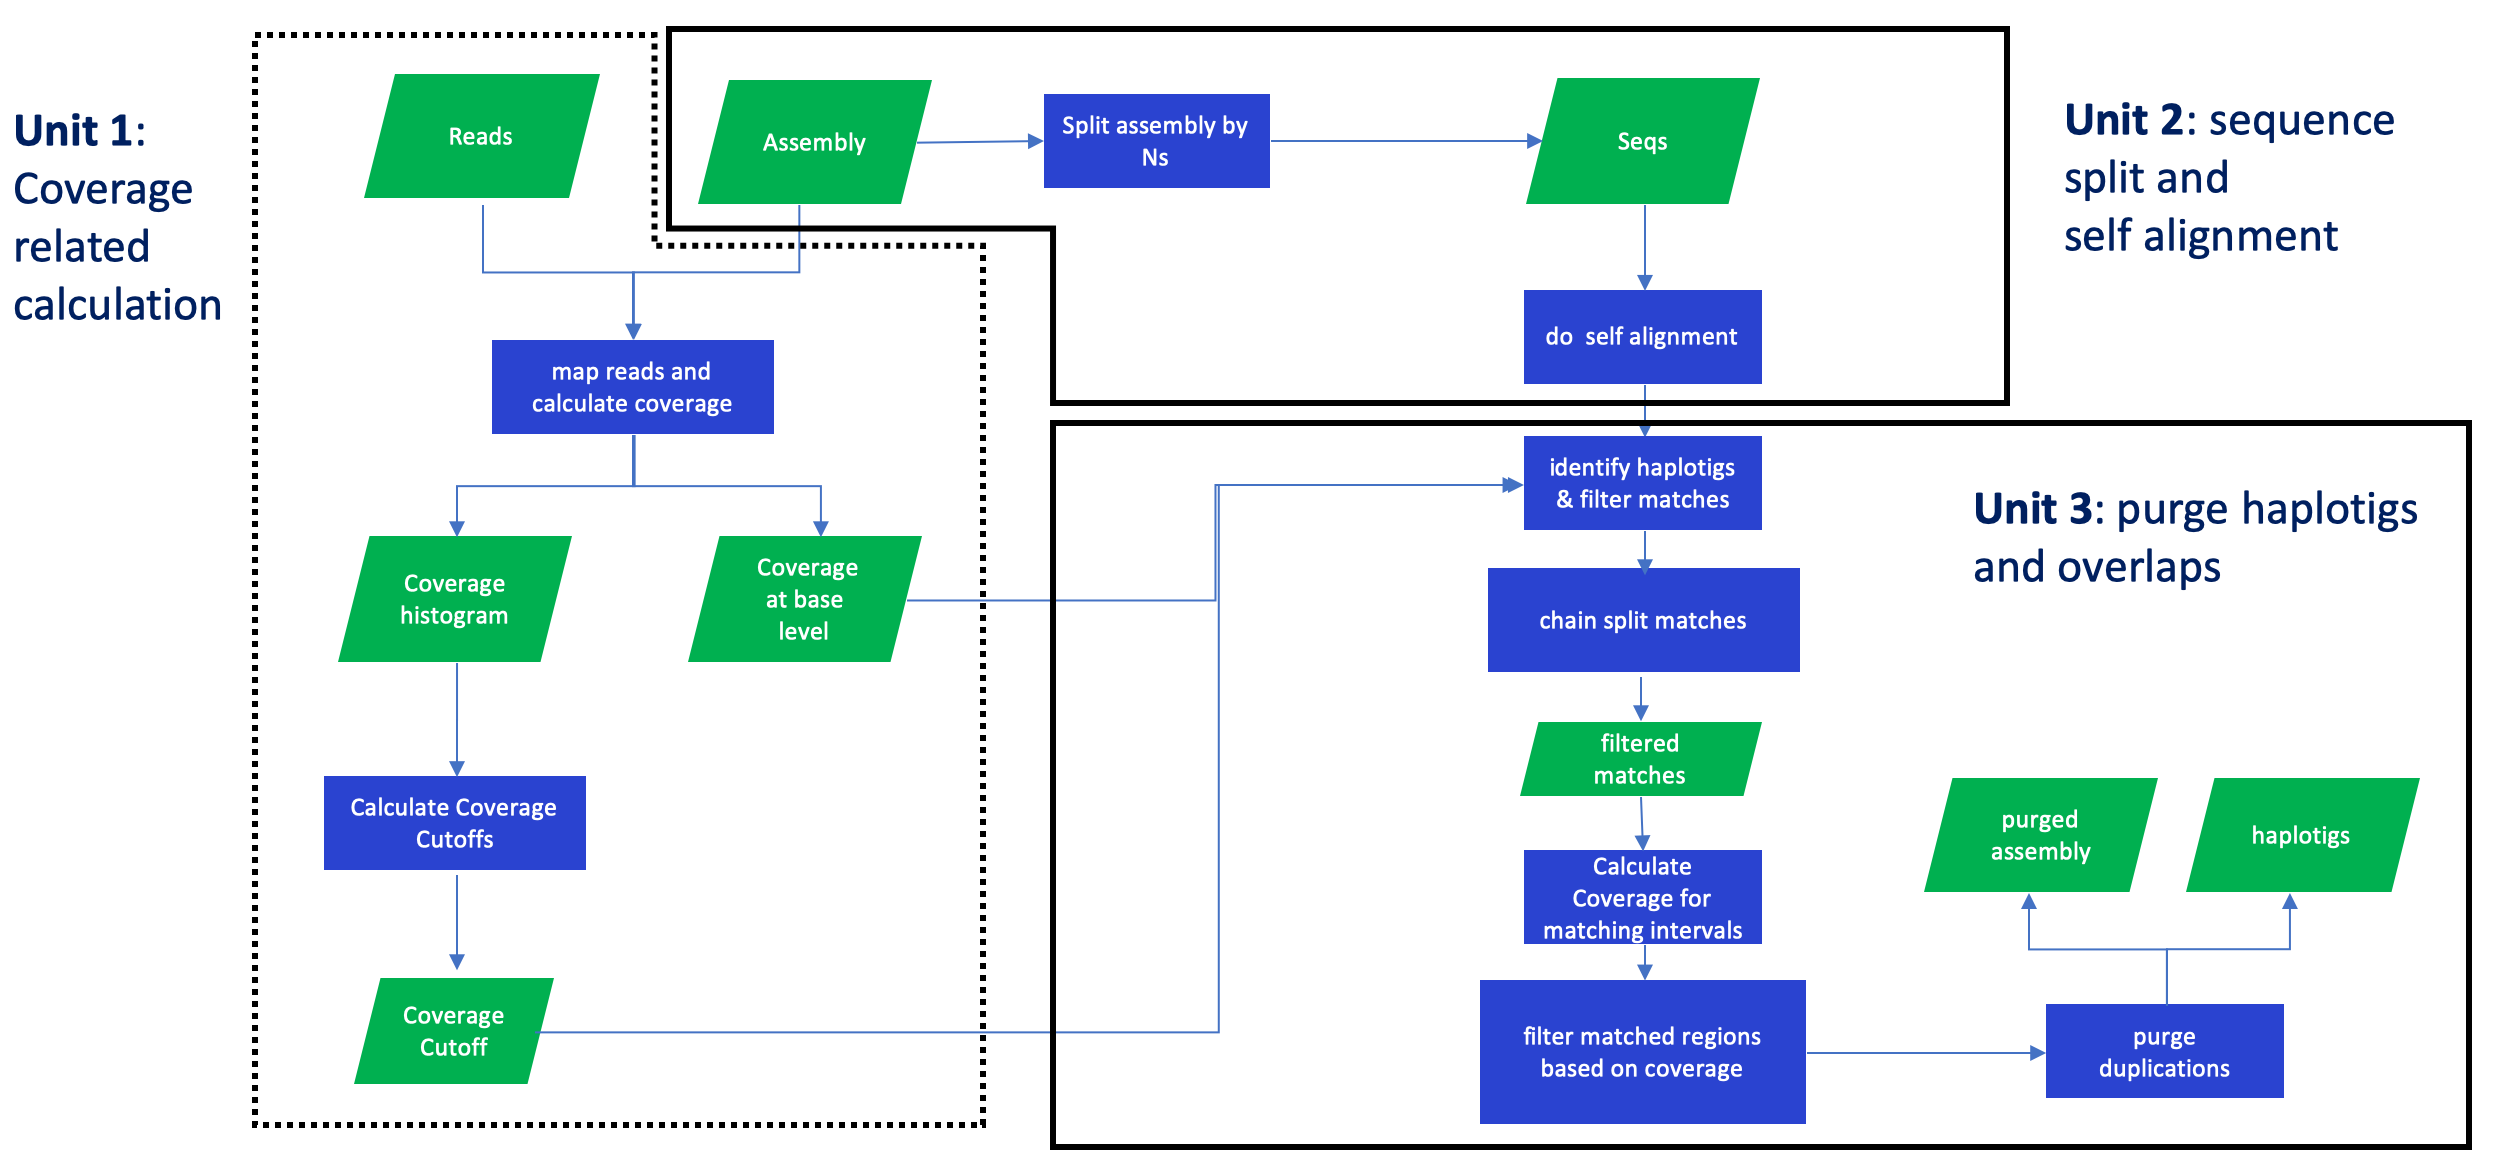 Unit 1:
Coverage
related
calculation
Reads
Assembly
Split assembly by
Ns
Seqs
Unit 2: sequence
split and
self alignment
do  self alignment
map reads and
calculate coverage
identify haplotigs
& filter matches
Unit 3: purge haplotigs
and overlaps
Coverage
histogram
Coverage
at base
level
chain split matches
filtered
matches
Calculate Coverage
Cutoffs
Calculate
Coverage for
matching intervals
purged
assembly
haplotigs
Coverage
Cutoff
filter matched regions
based on coverage
purge
duplications